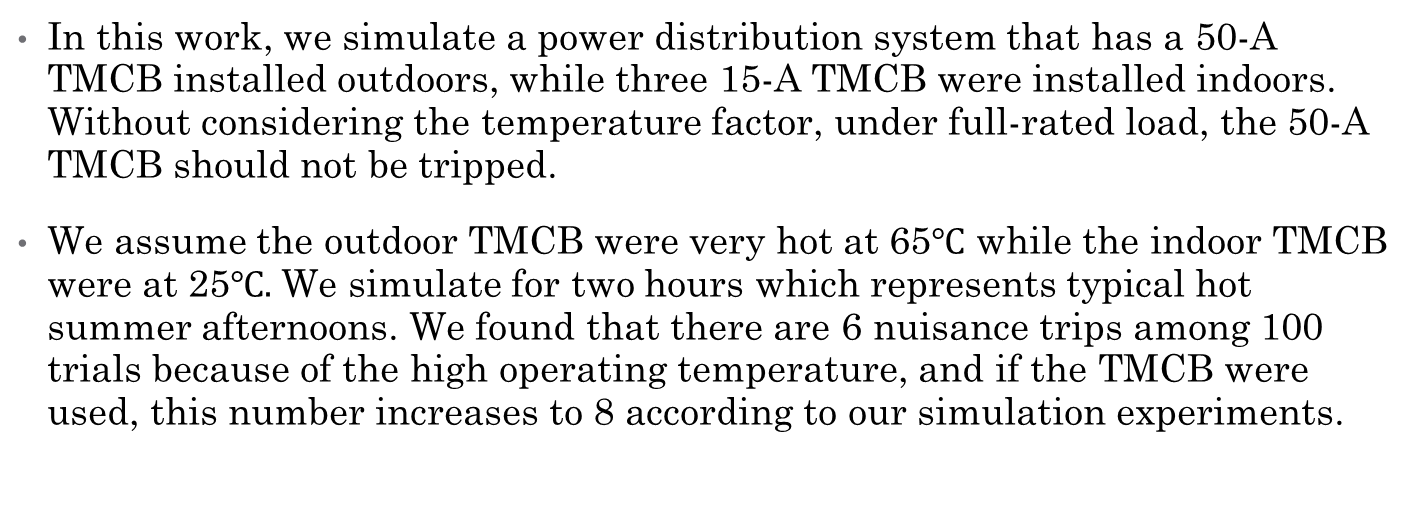 • In this work, we simulate a power distribution system that has a 50-A
TMCB installed outdoors, while three 15-A TMCB were installed indoors.
Without considering the temperature factor, under full-rated load, the 50-A
TMCB should not be tripped.
• We assume the outdoor TMCB were very hot at 65℃ while the indoor TMCB
were at 25℃. We simulate for two hours which represents typical hot
summer afternoons. We found that there are 6 nuisance trips among 100
trials because of the high operating temperature, and if the TMCB were
used, this number increases to 8 according to our simulation experiments.